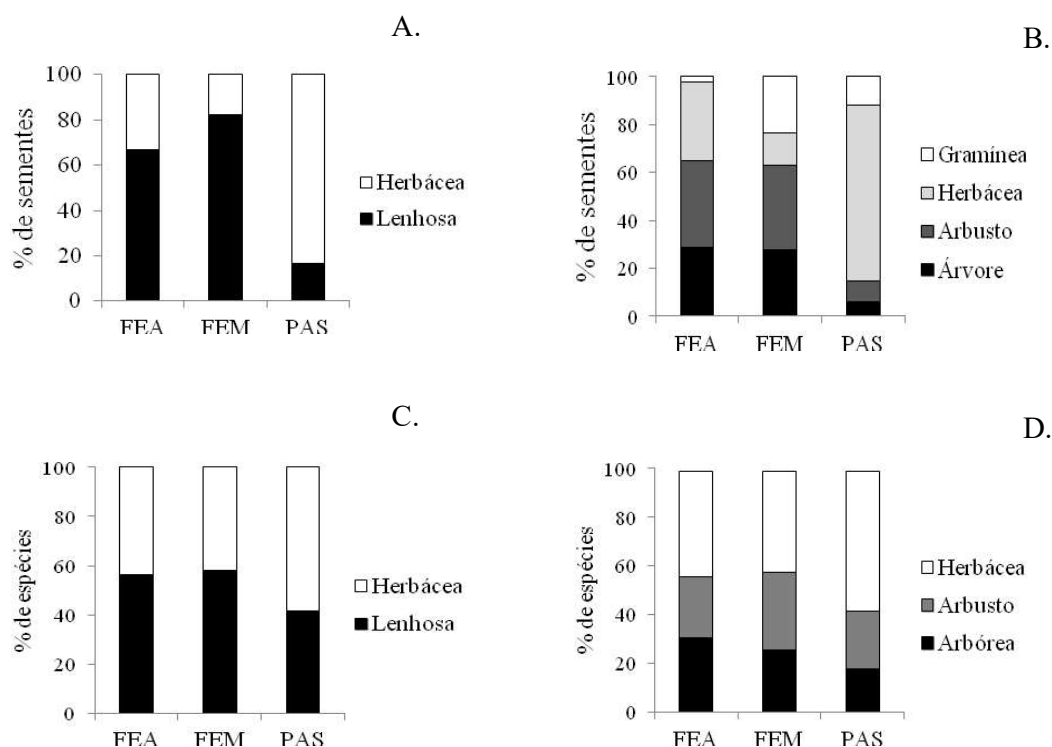 A.
% de sementes
100
80
60
40
20
0
FEA FEM PAS
Herbácea
Lenhosa
B.
% de sementes
100
80
60
40
20
0
FEA FEM PAS
Gramínea
Herbácea
Arbusto
Árvore
C.
% de espécies
100
80
60
40
20
0
FEA FEM PAS
Herbácea
Lenhosa
D.
% de espécies
100
80
60
40
20
0
FEA FEM PAS
Herbácea
Arbusto
Arbórea